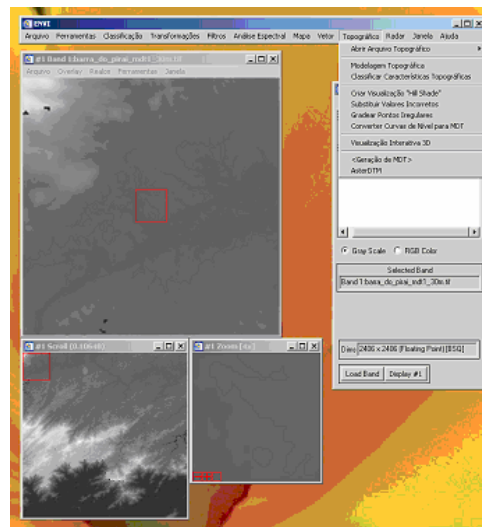 ENVI
Arquivo Ferramentas Classificação Transformações Filtros Análise Espectral Mapa Vetor Topográfico Radar Janela Ajuda
Abrir Arquivo Topográfico
Modelagem Topográfica
Classificar Características Topográficas
Criar Visualização "Hill Shade"
Substituir Valores Incorretos
Gradear Pontos Irregulares
Converter Curvas de Nível para MDT
Visualização Interativa 3D
<Geração de MDT>
AsterDTM
#1 Band 1:barra_do_pirai_mdt1_30m.tif
Arquivo Overlay Realce Ferramentas Janela
Gray Scale RGB Color
Selected Band
Band 1:barra_do_pirai_mdt1_30m.tif
Dims 2406 x 2406 (Floating Point) [BSQ]
Load Band Display #1
#1 Scroll (0.10640)
#1 Zoom [4x]